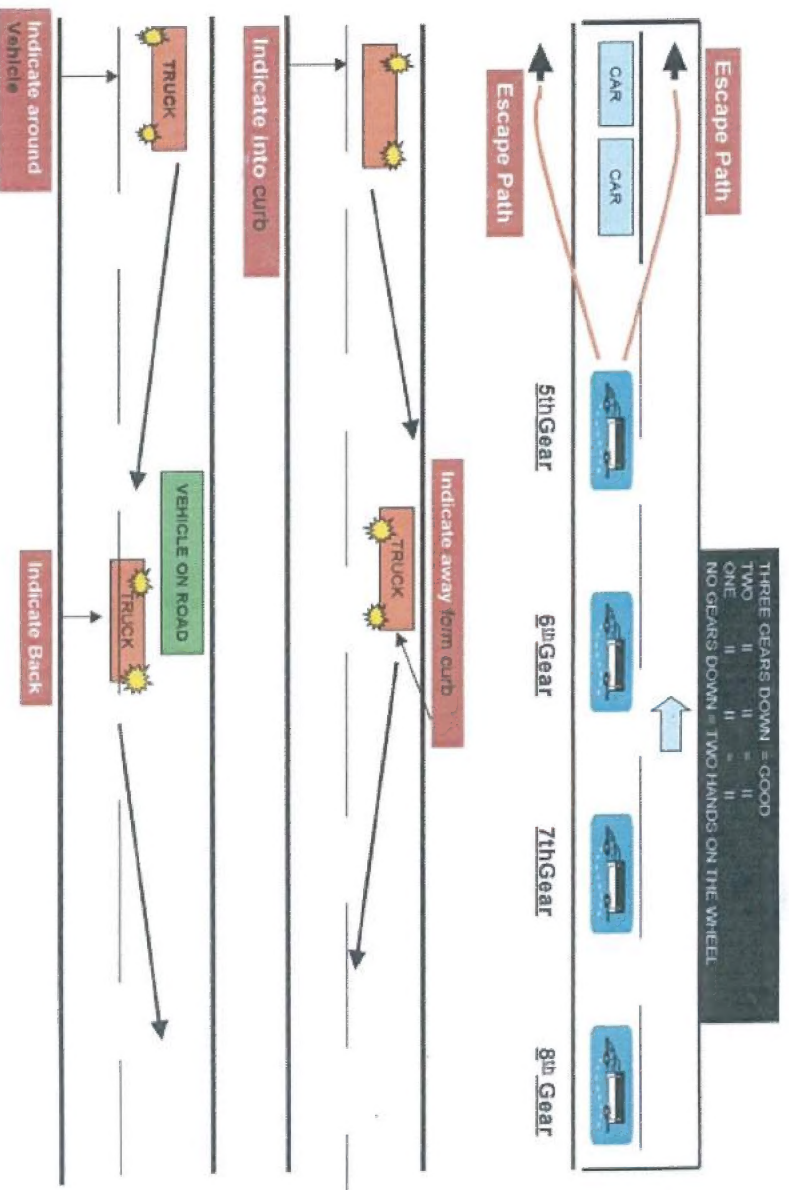 THREE GEARS DOWN = GOOD
TWO " " = "
ONE " " = "
NO GEARS DOWN = TWO HANDS ON THE WHEEL
Escape Path
CAR CAR
Escape Path
5thGear 6thGear 7thGear 8th Gear
Indicate away form curb
TRUCK
Indicate into curb
VEHICLE ON ROAD
TRUCK
TRUCK
Indicate around
Vehicle
Indicate Back